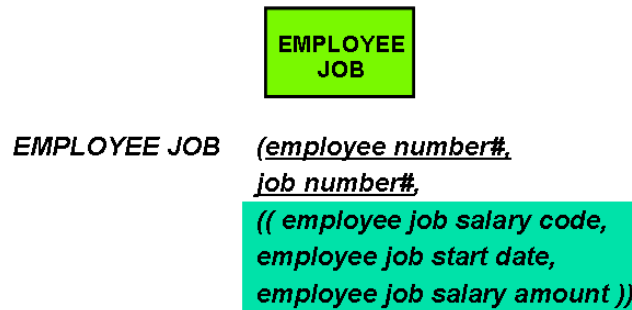 EMPLOYEE
JOB
EMPLOYEE JOB (employee number#,
job number#,
(( employee job salary code,
employee job start date,
employee job salary amount ))